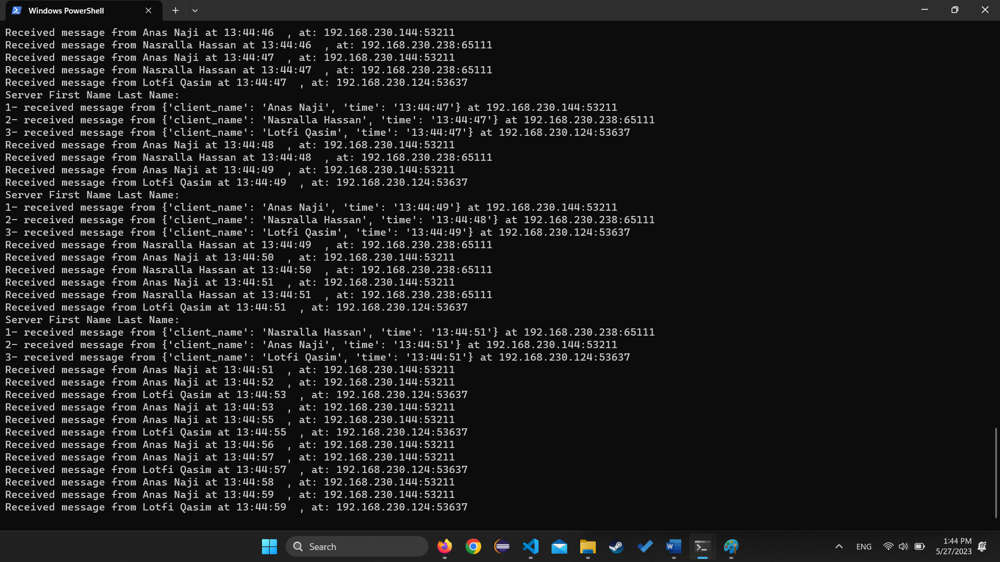 Windows PowerShell
Received message from Anas Naji at 13:44:46  , at: 192.168.230.144:53211
Received message from Nasralla Hassan at 13:44:46  , at: 192.168.230.238:65111
Received message from Anas Naji at 13:44:47  , at: 192.168.230.144:53211
Received message from Nasralla Hassan at 13:44:47  , at: 192.168.230.238:65111
Received message from Lotfi Qasim at 13:44:47  , at: 192.168.230.124:53637
Server First Name Last Name:
1- received message from {'client_name': 'Anas Naji', 'time': '13:44:47'} at 192.168.230.144:53211
2- received message from {'client_name': 'Nasralla Hassan', 'time': '13:44:47'} at 192.168.230.238:65111
3- received message from {'client_name': 'Lotfi Qasim', 'time': '13:44:47'} at 192.168.230.124:53637
Received message from Anas Naji at 13:44:48  , at: 192.168.230.144:53211
Received message from Nasralla Hassan at 13:44:48  , at: 192.168.230.238:65111
Received message from Anas Naji at 13:44:49  , at: 192.168.230.144:53211
Received message from Lotfi Qasim at 13:44:49  , at: 192.168.230.124:53637
Server First Name Last Name:
1- received message from {'client_name': 'Anas Naji', 'time': '13:44:49'} at 192.168.230.144:53211
2- received message from {'client_name': 'Nasralla Hassan', 'time': '13:44:48'} at 192.168.230.238:65111
3- received message from {'client_name': 'Lotfi Qasim', 'time': '13:44:49'} at 192.168.230.124:53637
Received message from Nasralla Hassan at 13:44:49  , at: 192.168.230.238:65111
Received message from Anas Naji at 13:44:50  , at: 192.168.230.144:53211
Received message from Nasralla Hassan at 13:44:50  , at: 192.168.230.238:65111
Received message from Anas Naji at 13:44:51  , at: 192.168.230.144:53211
Received message from Nasralla Hassan at 13:44:51  , at: 192.168.230.238:65111
Received message from Lotfi Qasim at 13:44:51  , at: 192.168.230.124:53637
Server First Name Last Name:
1- received message from {'client_name': 'Nasralla Hassan', 'time': '13:44:51'} at 192.168.230.238:65111
2- received message from {'client_name': 'Anas Naji', 'time': '13:44:51'} at 192.168.230.144:53211
3- received message from {'client_name': 'Lotfi Qasim', 'time': '13:44:51'} at 192.168.230.124:53637
Received message from Anas Naji at 13:44:51  , at: 192.168.230.144:53211
Received message from Anas Naji at 13:44:52  , at: 192.168.230.144:53211
Received message from Lotfi Qasim at 13:44:53  , at: 192.168.230.124:53637
Received message from Anas Naji at 13:44:53  , at: 192.168.230.144:53211
Received message from Anas Naji at 13:44:55  , at: 192.168.230.144:53211
Received message from Lotfi Qasim at 13:44:55  , at: 192.168.230.124:53637
Received message from Anas Naji at 13:44:56  , at: 192.168.230.144:53211
Received message from Anas Naji at 13:44:57  , at: 192.168.230.144:53211
Received message from Lotfi Qasim at 13:44:57  , at: 192.168.230.124:53637
Received message from Anas Naji at 13:44:58  , at: 192.168.230.144:53211
Received message from Anas Naji at 13:44:59  , at: 192.168.230.144:53211
Received message from Lotfi Qasim at 13:44:59  , at: 192.168.230.124:53637
Search
ENG
1:44 PM
5/27/2023